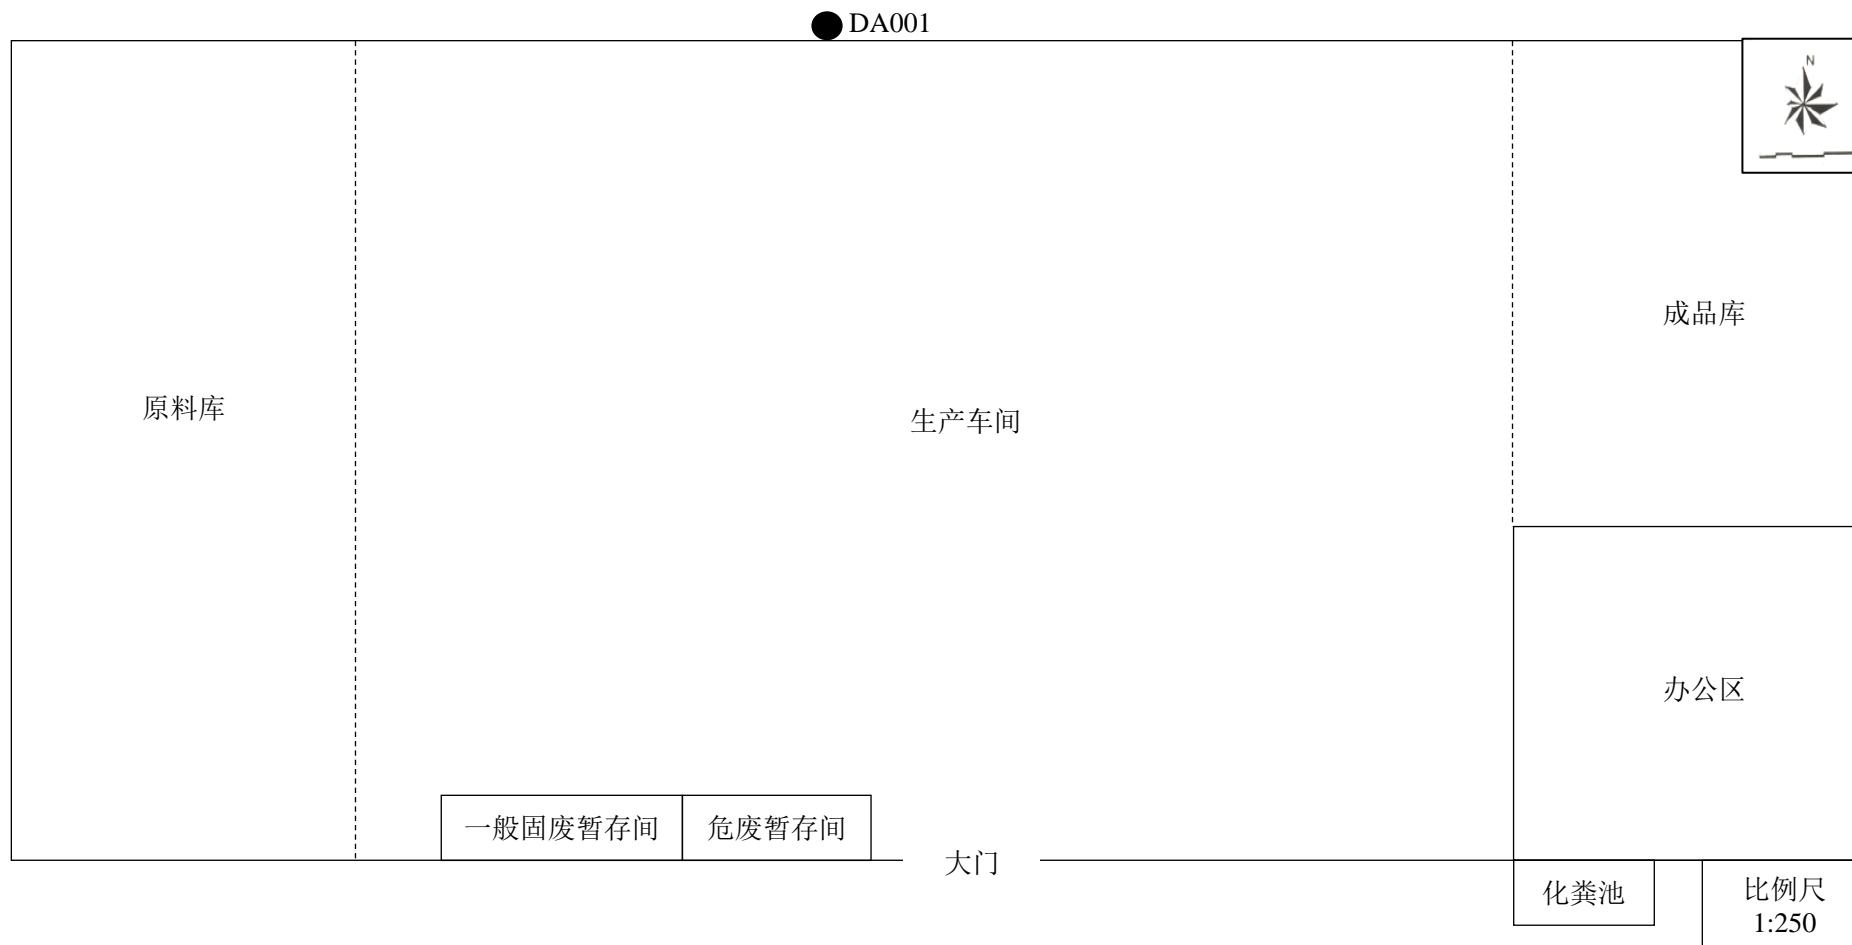 DA001
N
成品库
原料库
生产车间
办公区
一般固废暂存间
危废暂存间
大门
化粪池
比例尺
1:250